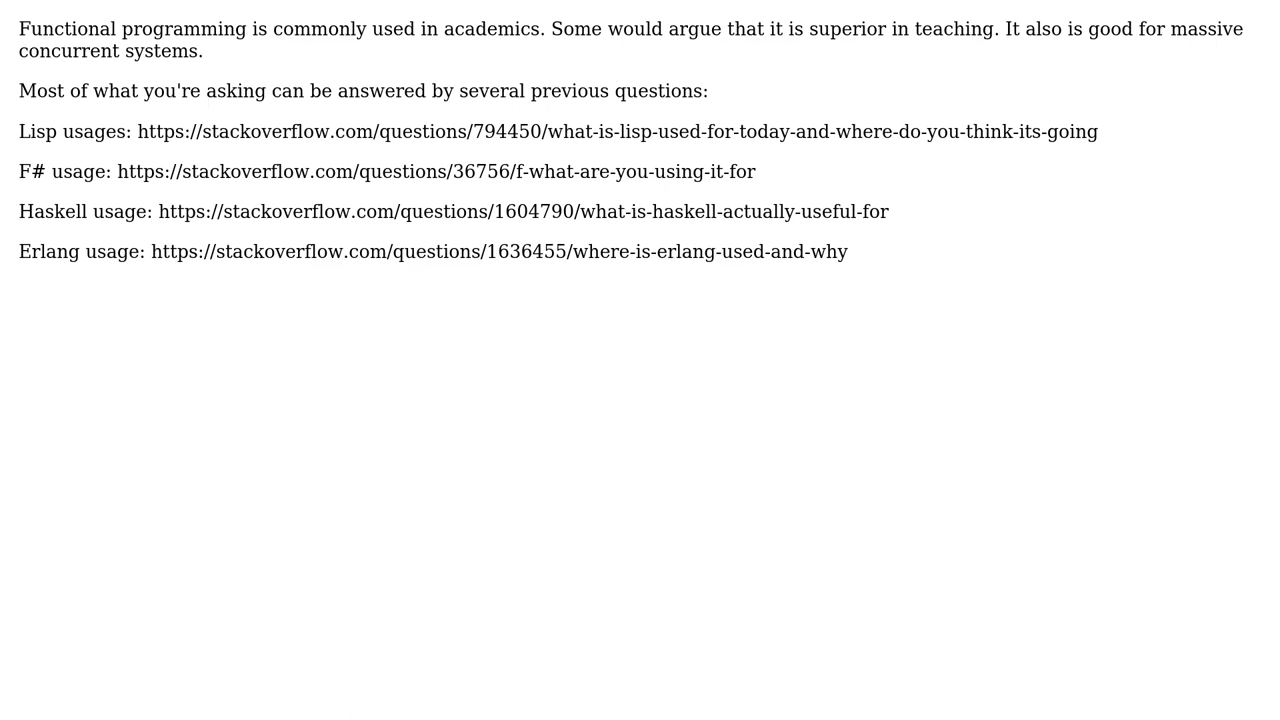 Functional programming is commonly used in academics. Some would argue that it is superior in teaching. It also is good for massive
concurrent systems.
Most of what you're asking can be answered by several previous questions:
Lisp usages: https://stackoverflow.com/questions/794450/what-is-lisp-used-for-today-and-where-do-you-think-its-going
F# usage: https://stackoverflow.com/questions/36756/f-what-are-you-using-it-for
Haskell usage: https://stackoverflow.com/questions/1604790/what-is-haskell-actually-useful-for
Erlang usage: https://stackoverflow.com/questions/1636455/where-is-erlang-used-and-why